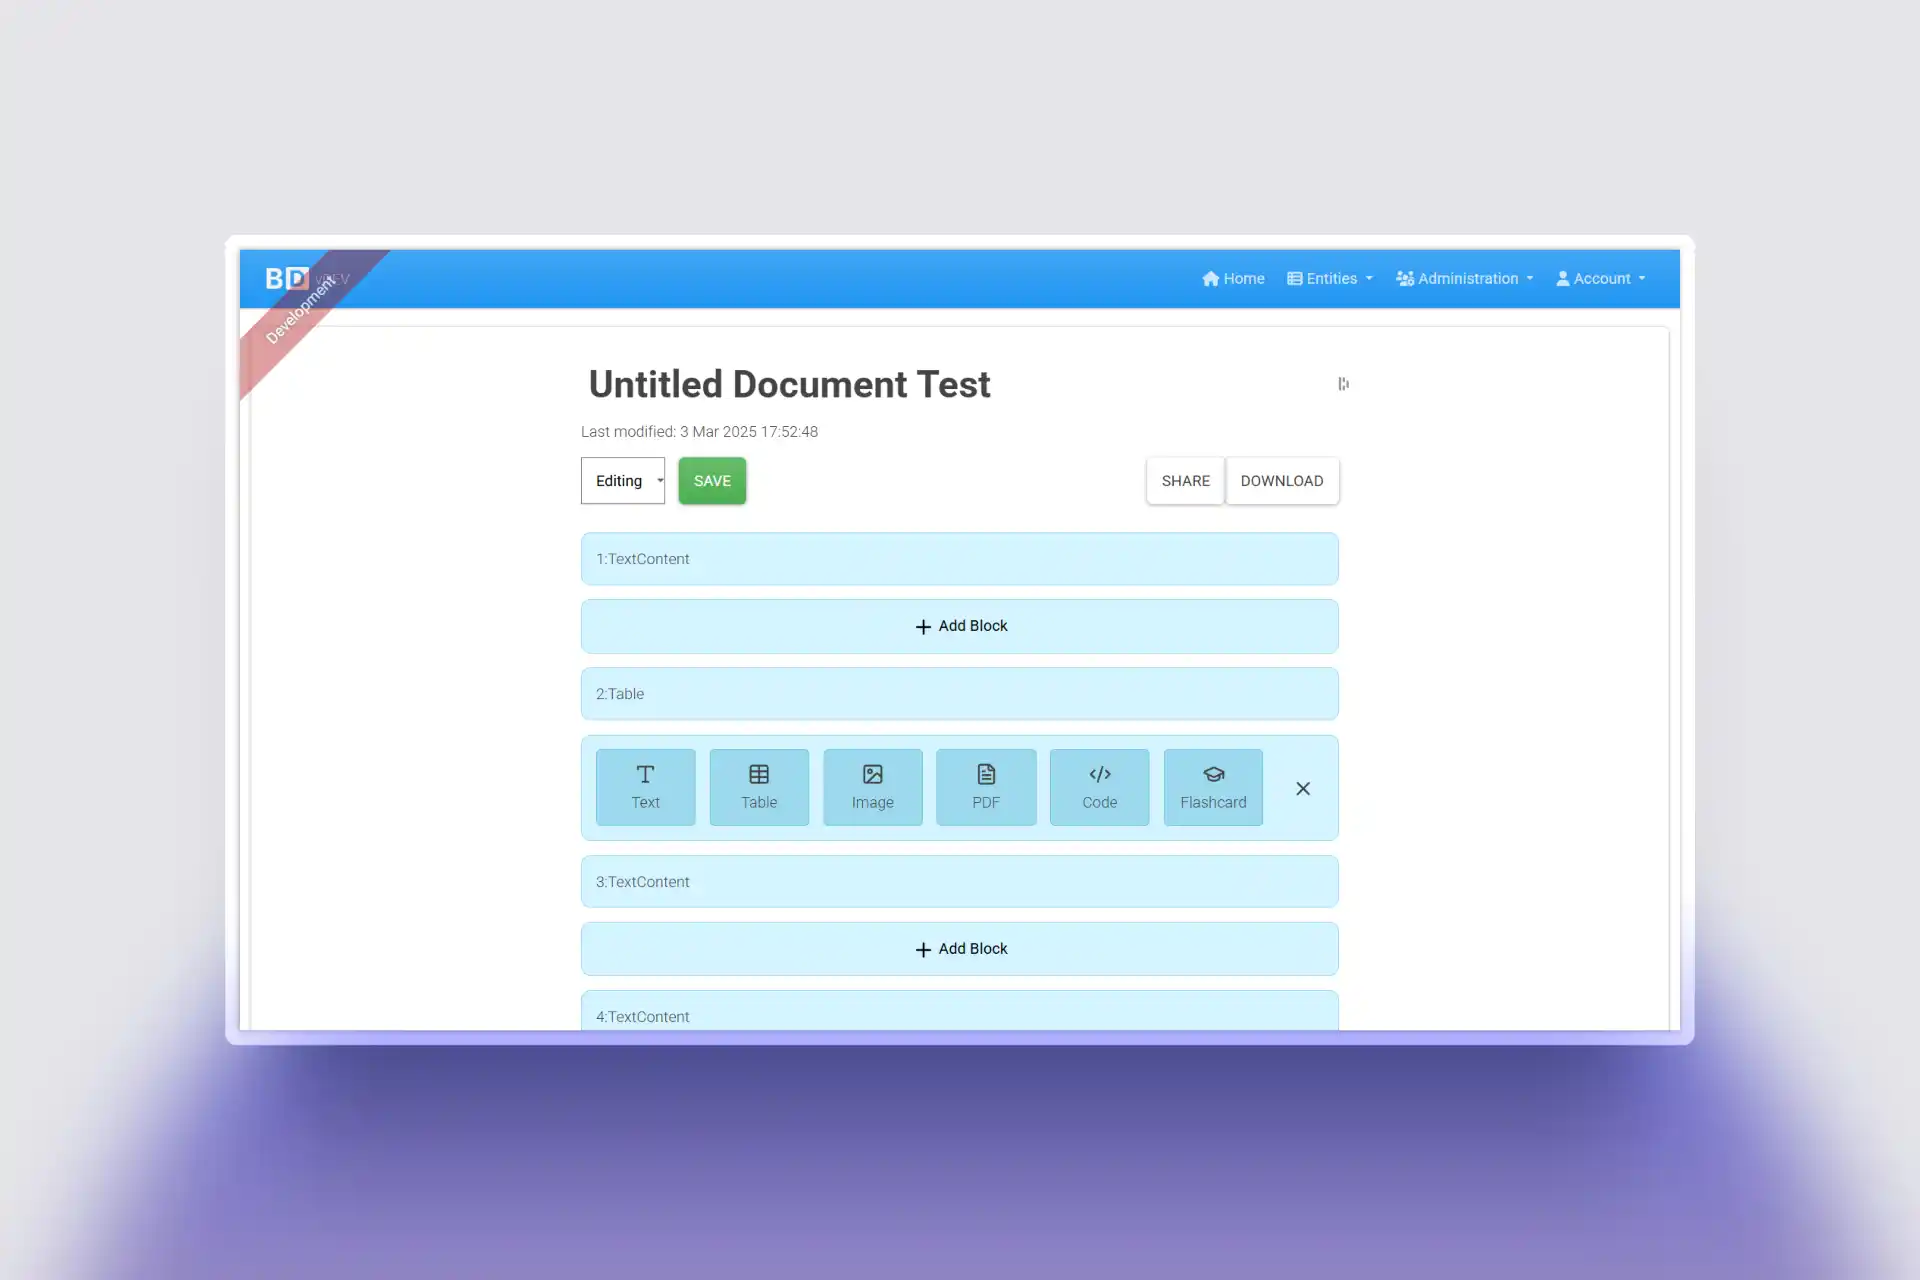 BD vDEV
Home Entities Administration Account
Development
Untitled Document Test
Last modified: 3 Mar 2025 17:52:48
Editing SAVE SHARE DOWNLOAD
1:TextContent
Add Block
2:Table
Text Table Image PDF Code Flashcard
3:TextContent
Add Block
4:TextContent